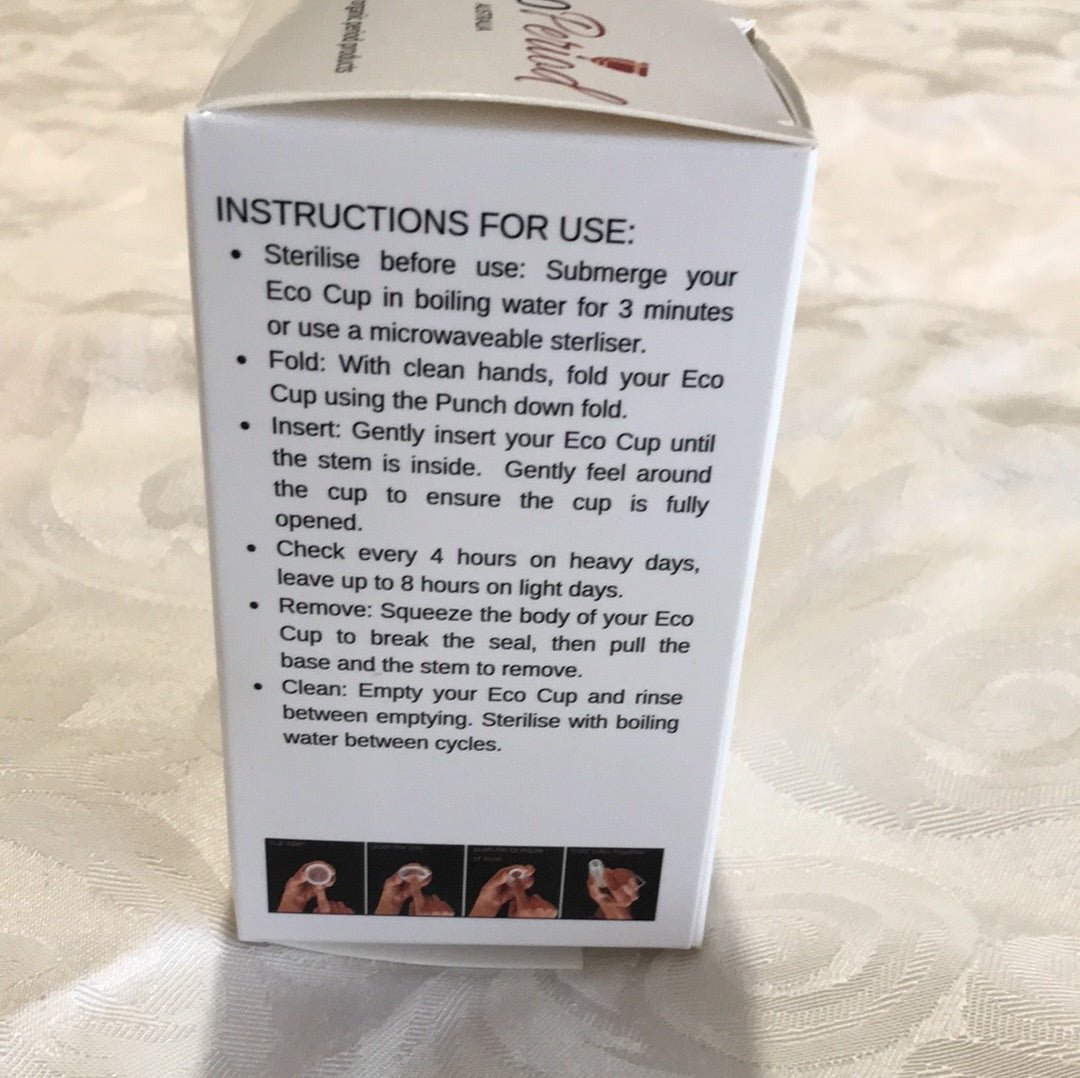 Period
AUSTRALIA
period products
INSTRUCTIONS FOR USE:
• Sterilise before use: Submerge your
Eco Cup in boiling water for 3 minutes
or use a microwaveable sterliser.
• Fold: With clean hands, fold your Eco
Cup using the Punch down fold.
• Insert: Gently insert your Eco Cup until
the stem is inside. Gently feel around
the cup to ensure the cup is fully
opened.
• Check every 4 hours on heavy days,
leave up to 8 hours on light days.
• Remove: Squeeze the body of your Eco
Cup to break the seal, then pull the
base and the stem to remove.
• Clean: Empty your Eco Cup and rinse
between emptying. Sterilise with boiling
water between cycles.